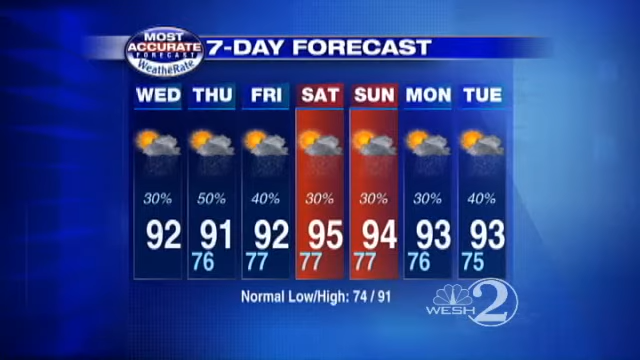 MOST
ACCURATE
FORECAST
WeatheRate
7-DAY FORECAST
WED THU FRI SAT SUN MON TUE
30% 50% 40% 30% 30% 30% 40%
92 91 92 95 94 93 93
76 77 77 77 76 75
Normal Low/High: 74 / 91
WESH 2